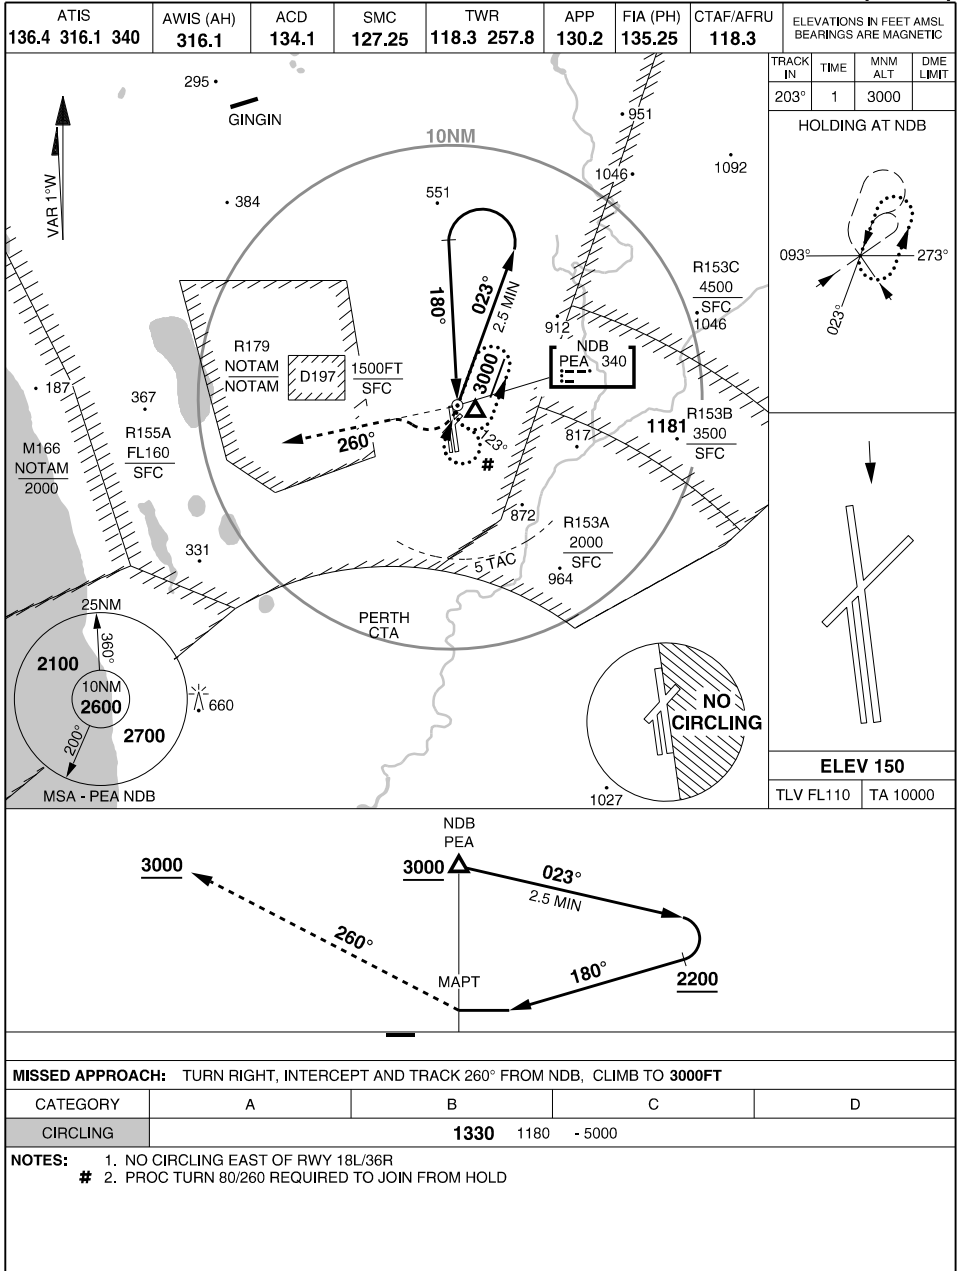 ATIS
136.4 316.1 340
AWIS (AH)
316.1
ACD
134.1
SMC
127.25
TWR
118.3 257.8
APP
130.2
FIA (PH)
135.25
CTAF/AFRU
118.3
ELEVATIONS IN FEET AMSL
BEARINGS ARE MAGNETIC
TRACK
IN
TIME
MNM
ALT
DME
LIMIT
203°
1
3000
HOLDING AT NDB
093°
273°
023°
VAR 1°W
295
GINGIN
10NM
951
1046
1092
384
551
R153C
4500
SFC
1046
180°
023°
2.5 MIN
912
NDB
PEA 340
R179
NOTAM
NOTAM
D197
1500FT
SFC
3000
187
367
R155A
FL160
SFC
M166
NOTAM
2000
260°
123°
#
817
1181
R153B
3500
SFC
872
R153A
2000
SFC
331
5 TAC
964
PERTH
CTA
25NM
360°
2100
10NM
2600
2700
200°
MSA - PEA NDB
660
NO
CIRCLING
1027
ELEV 150
TLV FL110
TA 10000
NDB
PEA
3000
3000
023°
2.5 MIN
260°
180°
MAPT
2200
MISSED APPROACH: TURN RIGHT, INTERCEPT AND TRACK 260° FROM NDB, CLIMB TO 3000FT
CATEGORY A B C D
CIRCLING 1330 1180 - 5000
NOTES: 1. NO CIRCLING EAST OF RWY 18L/36R
# 2. PROC TURN 80/260 REQUIRED TO JOIN FROM HOLD